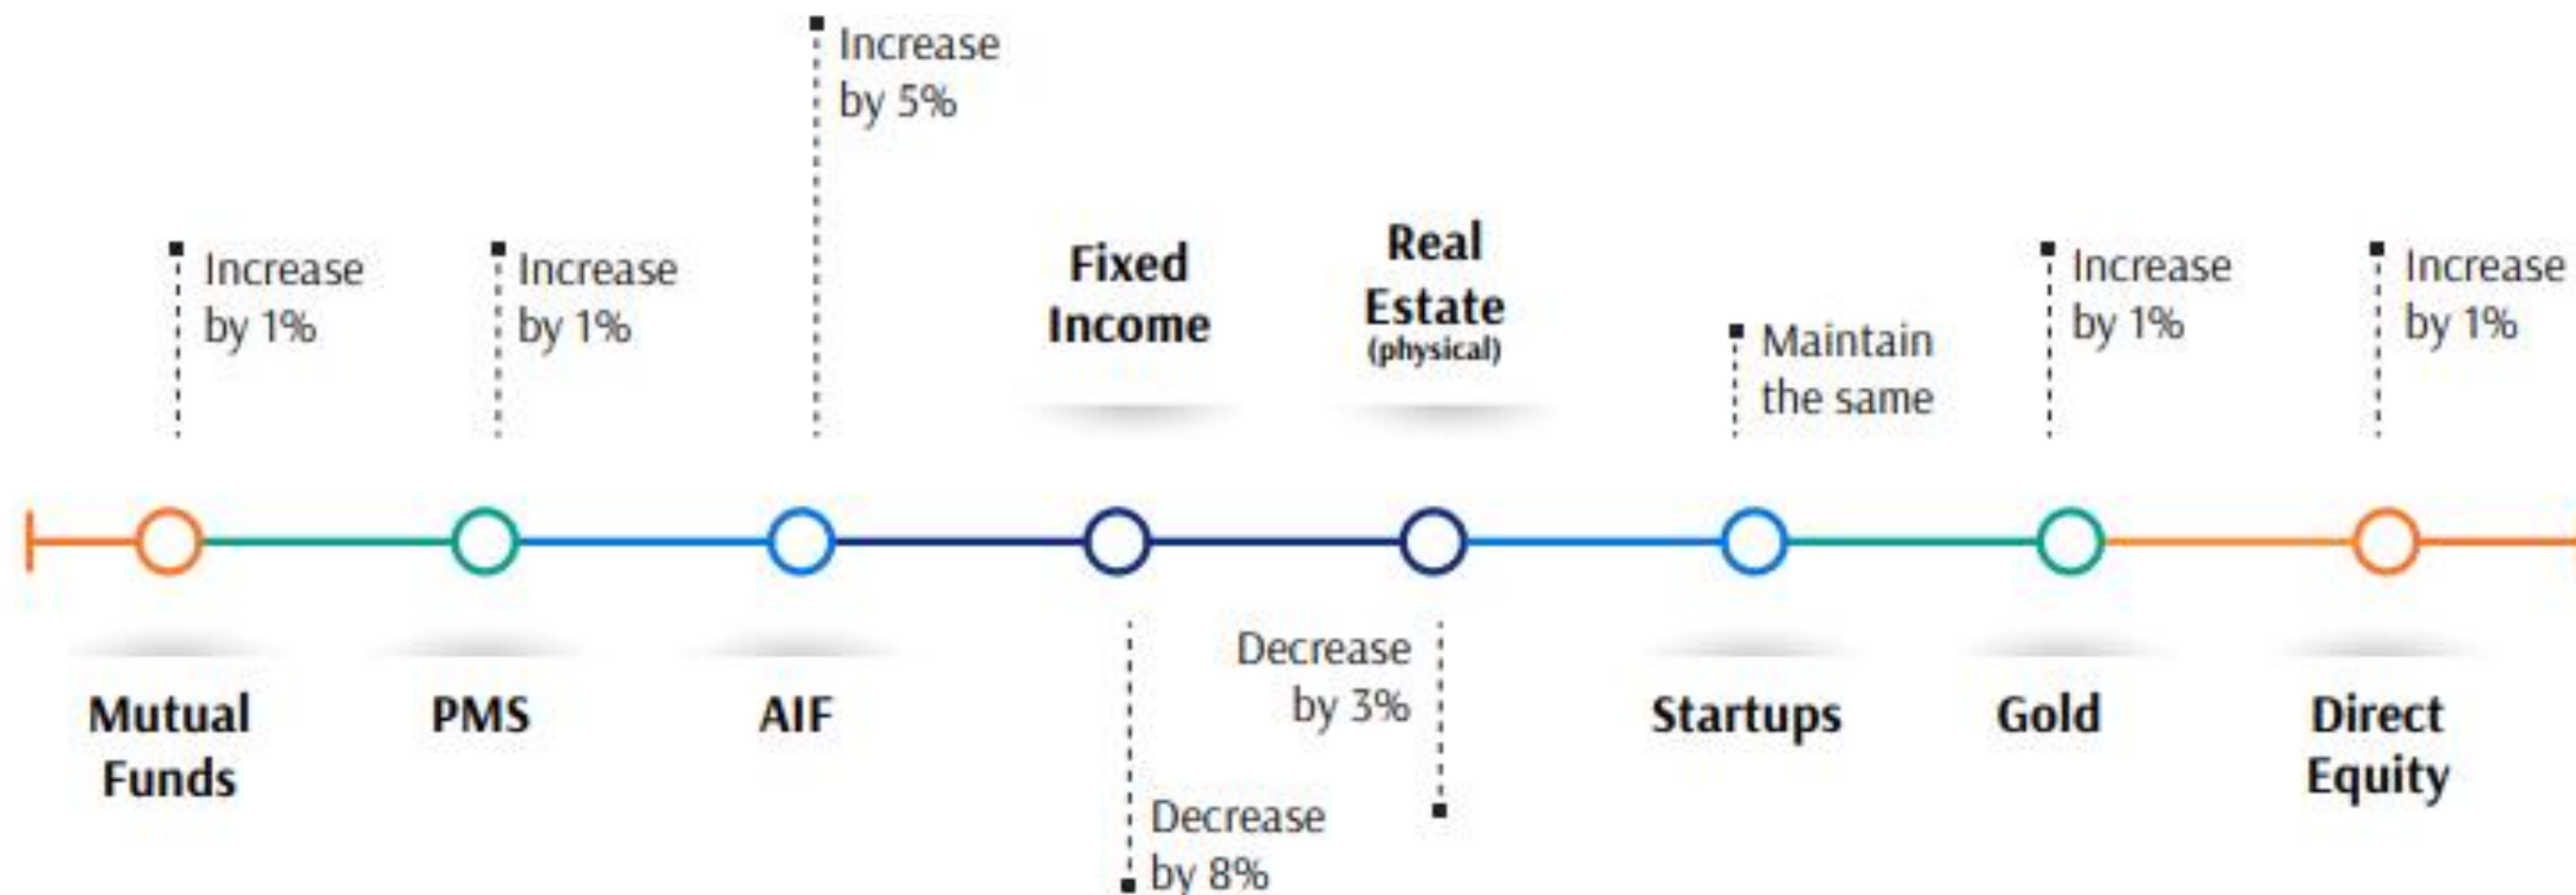 Increase
by 5%
Increase
by 1%
Increase
by 1%
Fixed
Income
Real
Estate
(physical)
Maintain
the same
Increase
by 1%
Increase
by 1%
Mutual
Funds
PMS
AIF
Decrease
by 8%
Decrease
by 3%
Startups
Gold
Direct
Equity